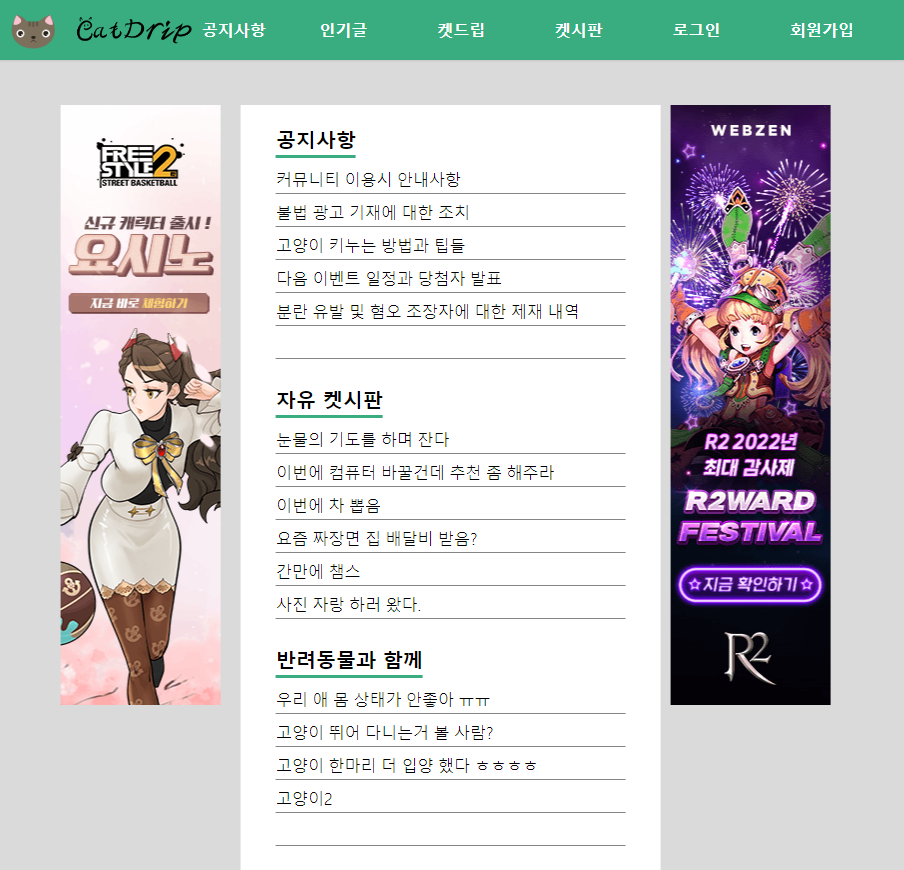 CatDrip 공지사항 인기글 켓드립 켓시판 로그인 회원가입
FREE
STYLE2
STREET BASKETBALL
신규 캐릭터 출시 !
요시노
지금 바로 체험하기
공지사항
커뮤니티 이용시 안내사항
불법 광고 기재에 대한 조치
고양이 키누는 방법과 팁들
다음 이벤트 일정과 당첨자 발표
분란 유발 및 혐오 조장자에 대한 제재 내역
자유 켓시판
눈물의 기도를 하며 잔다
이번에 컴퓨터 바꿀건데 추천 좀 해주라
이번에 차 뽑음
요즘 짜장면 집 배달비 받음?
간만에 챔스
사진 자랑 하러 왔다.
반려동물과 함께
우리 애 몸 상태가 안좋아 ㅠㅠ
고양이 뛰어 다니는거 볼 사람?
고양이 한마리 더 입양 했다 ㅎㅎㅎㅎ
고양이2
WEBZEN
R2 2022년
최대 감사제
R2WARD
FESTIVAL
지금 확인하기
R2